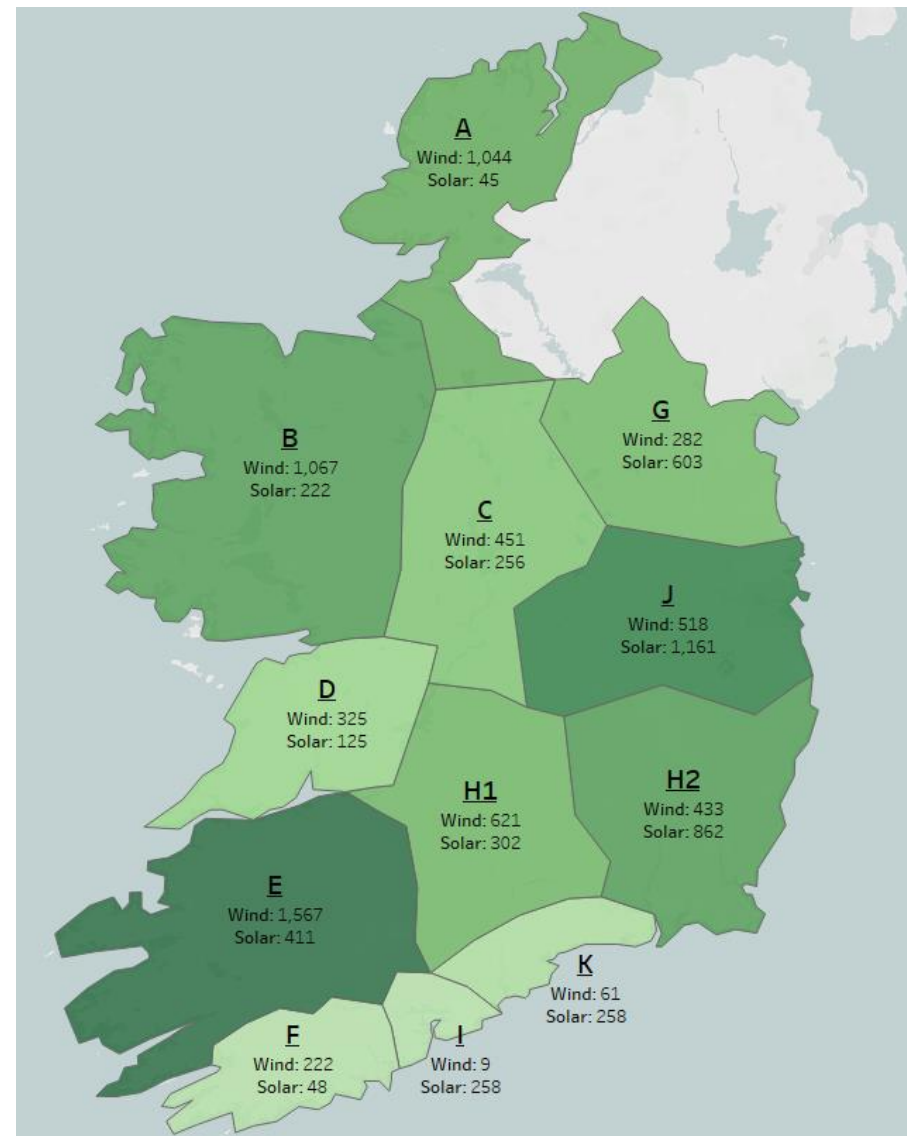 A
Wind: 1,044
Solar: 45
B
Wind: 1,067
Solar: 222
G
Wind: 282
Solar: 603
C
Wind: 451
Solar: 256
J
Wind: 518
Solar: 1,161
D
Wind: 325
Solar: 125
H1
Wind: 621
Solar: 302
H2
Wind: 433
Solar: 862
E
Wind: 1,567
Solar: 411
K
Wind: 61
Solar: 258
F
Wind: 222
Solar: 48
I
Wind: 9
Solar: 258